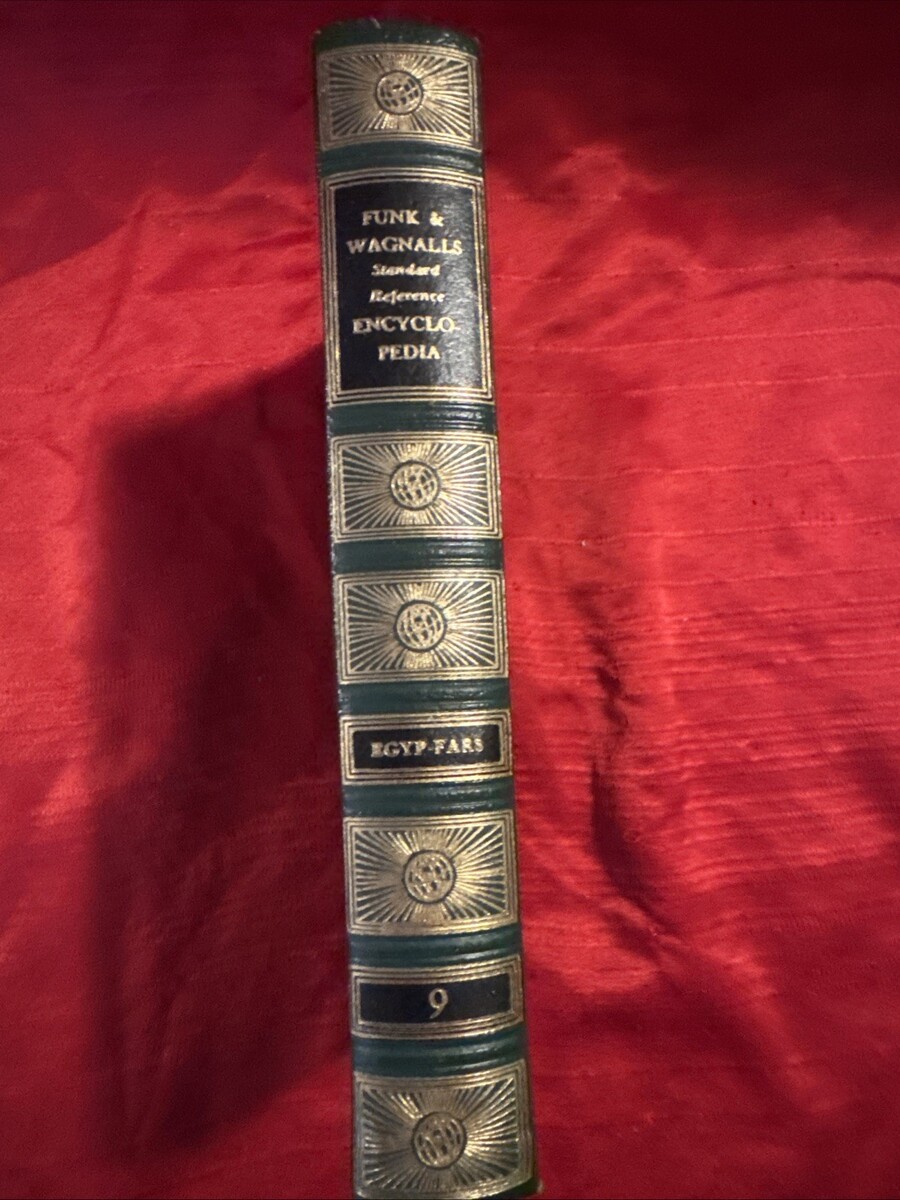 FUNK &
WAGNALLS
Standard
Reference
ENCYCLO-
PEDIA
EGYP-FARS
9